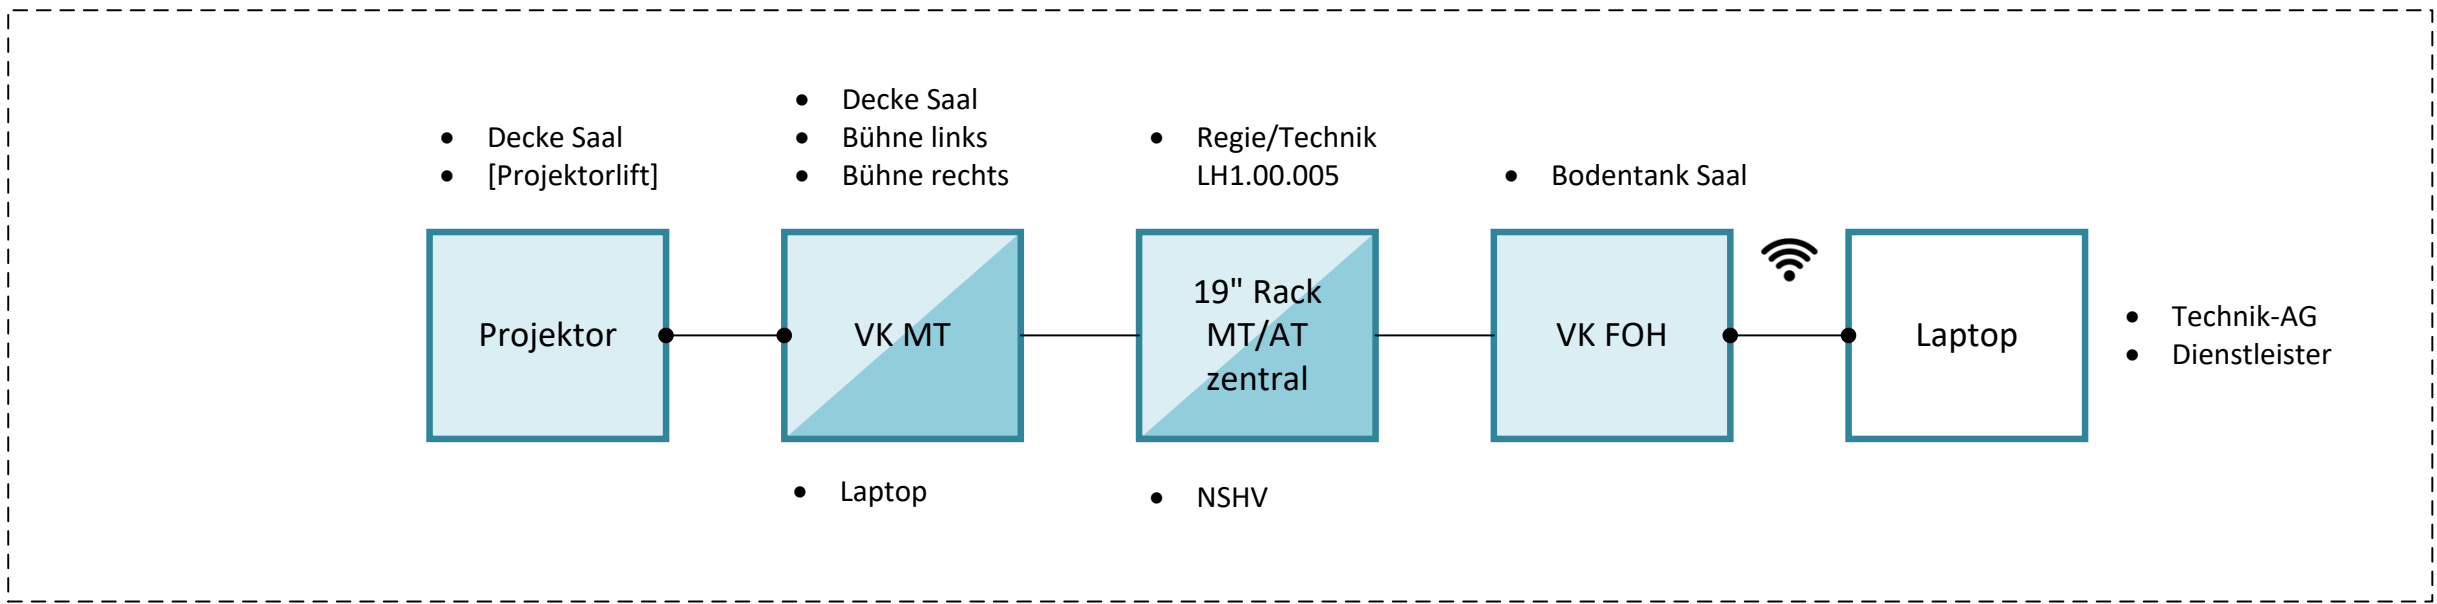 Decke Saal
[Projektorlift]
Decke Saal
Bühne links
Bühne rechts
Regie/Technik
LH1.00.005
Bodentank Saal
Projektor
VK MT
19" Rack
MT/AT
zentral
VK FOH
Laptop
Technik-AG
Dienstleister
Laptop
NSHV